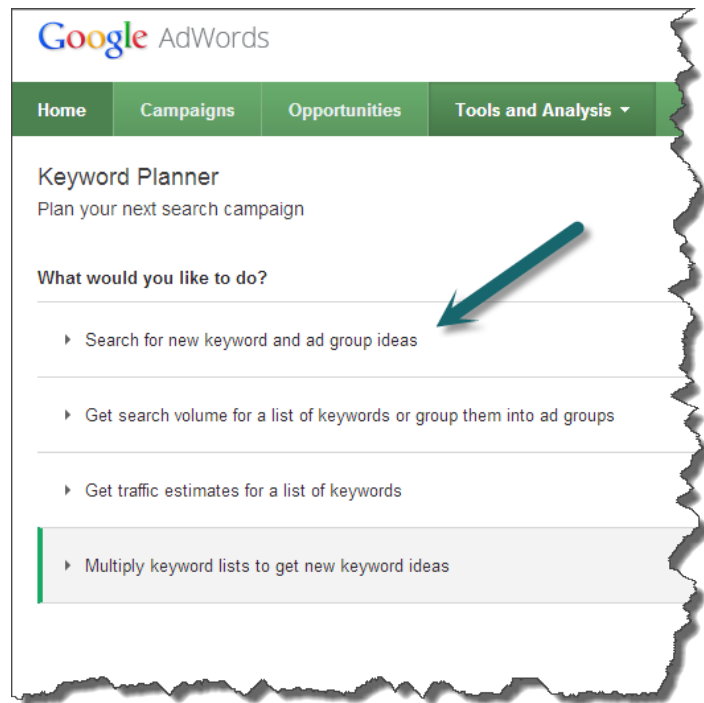 Google AdWords
Home Campaigns Opportunities Tools and Analysis
Keyword Planner
Plan your next search campaign
What would you like to do?
Search for new keyword and ad group ideas
Get search volume for a list of keywords or group them into ad groups
Get traffic estimates for a list of keywords
Multiply keyword lists to get new keyword ideas